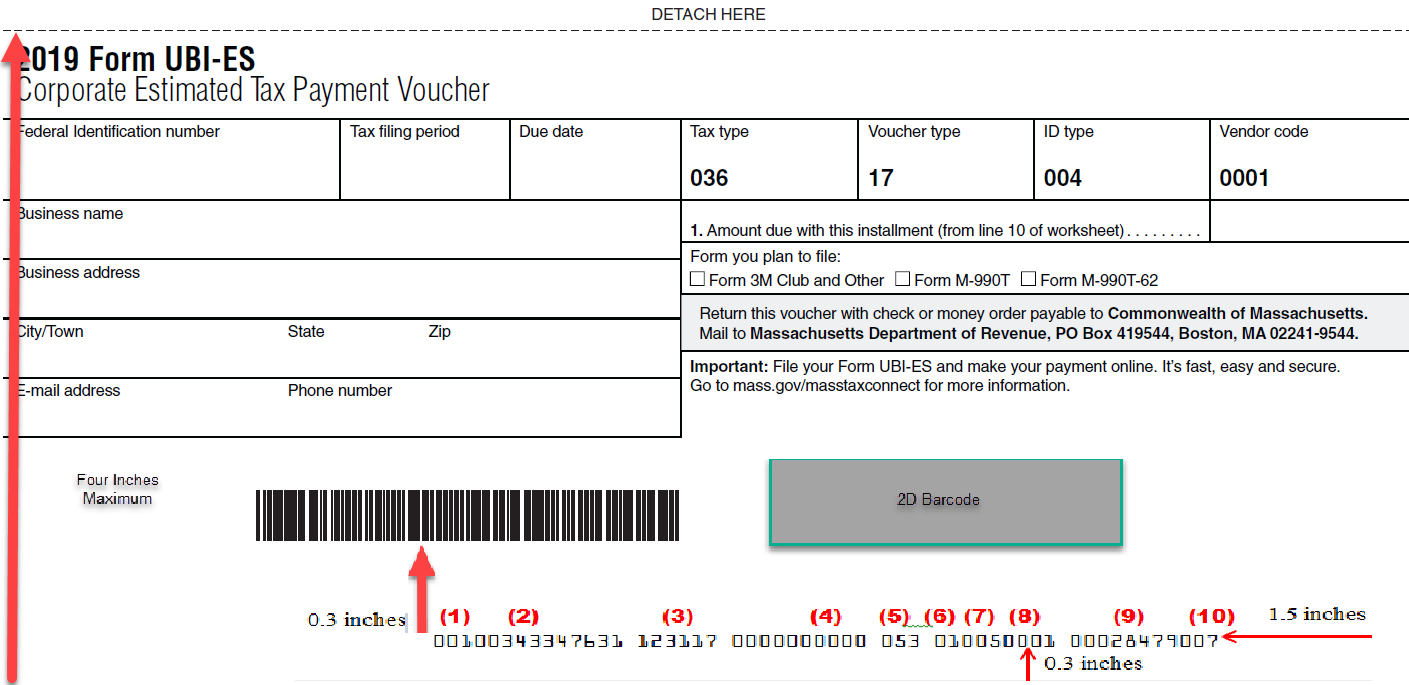 DETACH HERE
2019 Form UBI-ES
Corporate Estimated Tax Payment Voucher
Federal Identification number Tax filing period Due date Tax type Voucher type ID type Vendor code
036 17 004 0001
Business name
1. Amount due with this installment (from line 10 of worksheet) . . . . . . . . .
Business address
Form you plan to file:
Form 3M Club and Other Form M-990T Form M-990T-62
Return this voucher with check or money order payable to Commonwealth of Massachusetts.
Mail to Massachusetts Department of Revenue, PO Box 419544, Boston, MA 02241-9544.
City/Town State Zip
Important: File your Form UBI-ES and make your payment online. It's fast, easy and secure.
Go to mass.gov/masstaxconnect for more information.
E-mail address Phone number
Four Inches
Maximum
2D Barcode
0.3 inches (1) (2) (3) (4) (5) (6) (7) (8) (9) (10) 1.5 inches
00100343347631 123117 0000000000 053 010050001 00028479007
0.3 inches